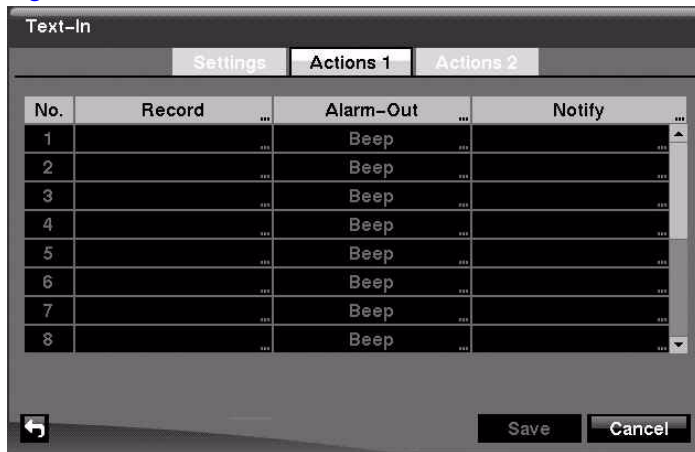 Text-In
Settings Actions 1 Actions 2
No. Record ... Alarm-Out ... Notify ...
1 ... Beep ... ...
2 ... Beep ... ...
3 ... Beep ... ...
4 ... Beep ... ...
5 ... Beep ... ...
6 ... Beep ... ...
7 ... Beep ... ...
8 ... Beep ... ...
Save Cancel